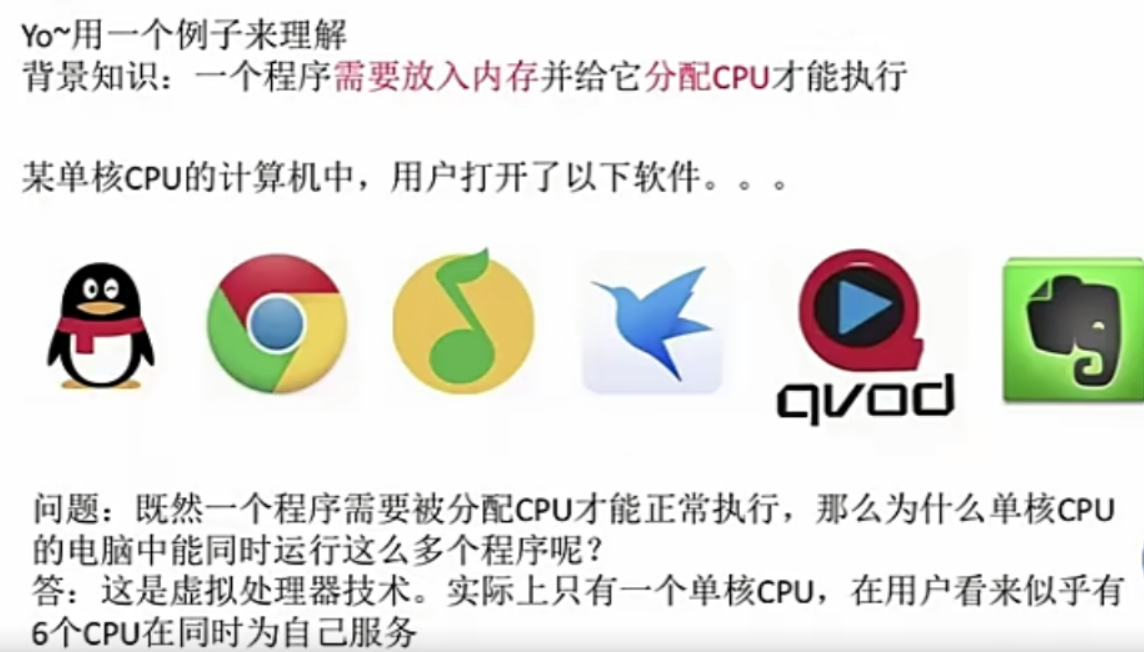 Yo~用一个例子来理解
背景知识：一个程序需要放入内存并给它分配CPU才能执行
某单核CPU的计算机中，用户打开了以下软件。。。
qvod
问题：既然一个程序需要被分配CPU才能正常执行，那么为什么单核CPU
的电脑中能同时运行这么多个程序呢？
答：这是虚拟处理器技术。实际上只有一个单核CPU，在用户看来似乎有
6个CPU在同时为自己服务